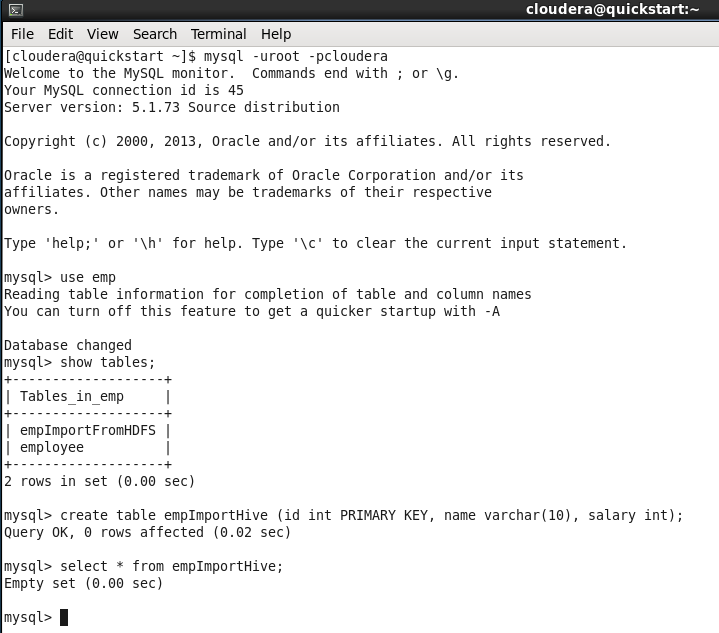 cloudera@quickstart:~
File Edit View Search Terminal Help
[cloudera@quickstart ~]$ mysql -uroot -pcloudera
Welcome to the MySQL monitor.  Commands end with ; or \g.
Your MySQL connection id is 45
Server version: 5.1.73 Source distribution

Copyright (c) 2000, 2013, Oracle and/or its affiliates. All rights reserved.

Oracle is a registered trademark of Oracle Corporation and/or its
affiliates. Other names may be trademarks of their respective
owners.

Type 'help;' or '\h' for help. Type '\c' to clear the current input statement.

mysql> use emp
Reading table information for completion of table and column names
You can turn off this feature to get a quicker startup with -A

Database changed
mysql> show tables;
+-------------------+
| Tables_in_emp     |
+-------------------+
| empImportFromHDFS |
| employee          |
+-------------------+
2 rows in set (0.00 sec)

mysql> create table empImportHive (id int PRIMARY KEY, name varchar(10), salary int);
Query OK, 0 rows affected (0.02 sec)

mysql> select * from empImportHive;
Empty set (0.00 sec)

mysql>